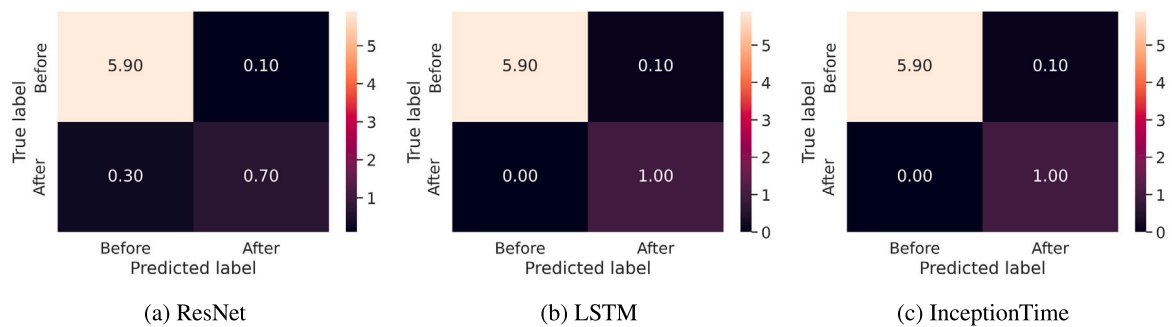 True label
Before
After
5.90
0.10
0.30
0.70
Before
After
Predicted label
5
4
3
2
1
(a) ResNet
True label
Before
After
5.90
0.10
0.00
1.00
Before
After
Predicted label
5
4
3
2
1
0
(b) LSTM
True label
Before
After
5.90
0.10
0.00
1.00
Before
After
Predicted label
5
4
3
2
1
0
(c) InceptionTime